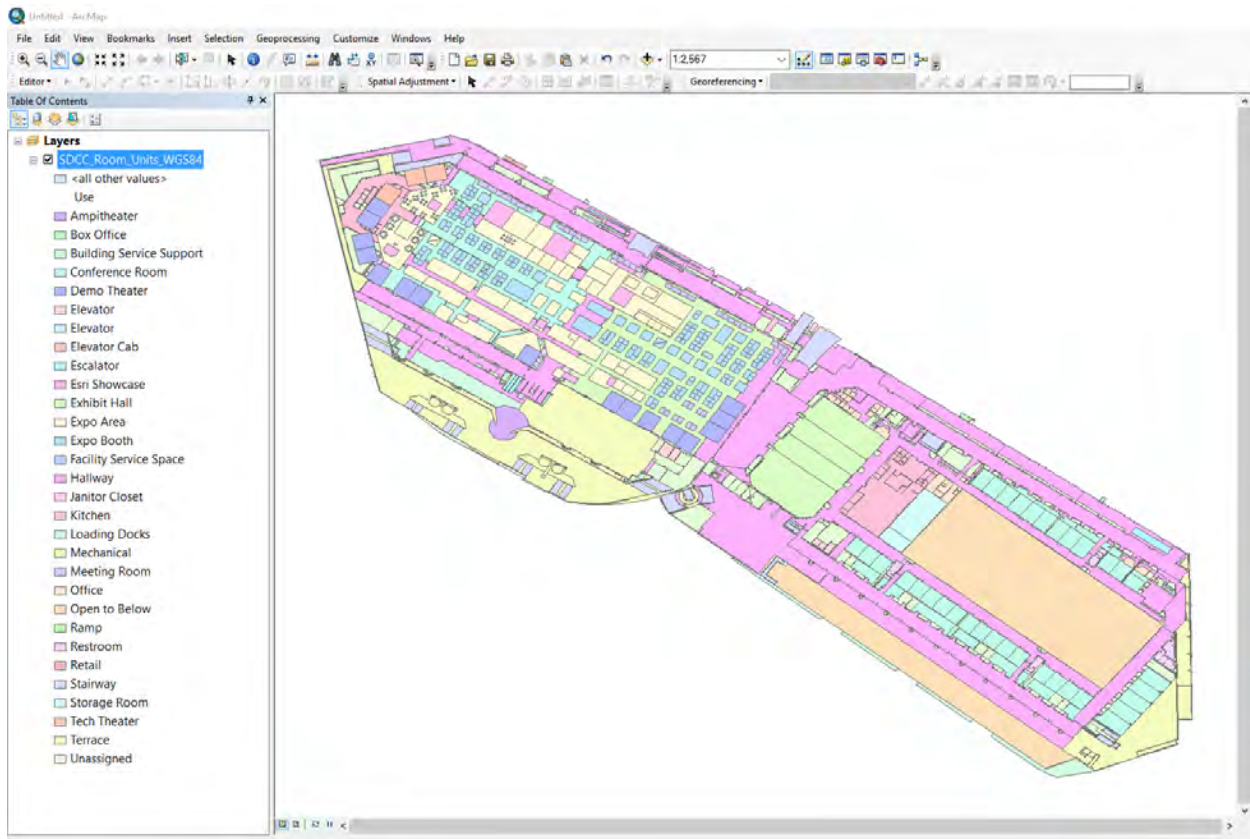 Untitled - ArcMap
File Edit View Bookmarks Insert Selection Geoprocessing Customize Windows Help
1:2,567
Editor Spatial Adjustment Georeferencing
Table Of Contents
Layers
SDCC_Room_Units_WGS84
<all other values>
Use
Ampitheater
Box Office
Building Service Support
Conference Room
Demo Theater
Elevator
Elevator
Elevator Cab
Escalator
Esri Showcase
Exhibit Hall
Expo Area
Expo Booth
Facility Service Space
Hallway
Janitor Closet
Kitchen
Loading Docks
Mechanical
Meeting Room
Office
Open to Below
Ramp
Restroom
Retail
Stairway
Storage Room
Tech Theater
Terrace
Unassigned